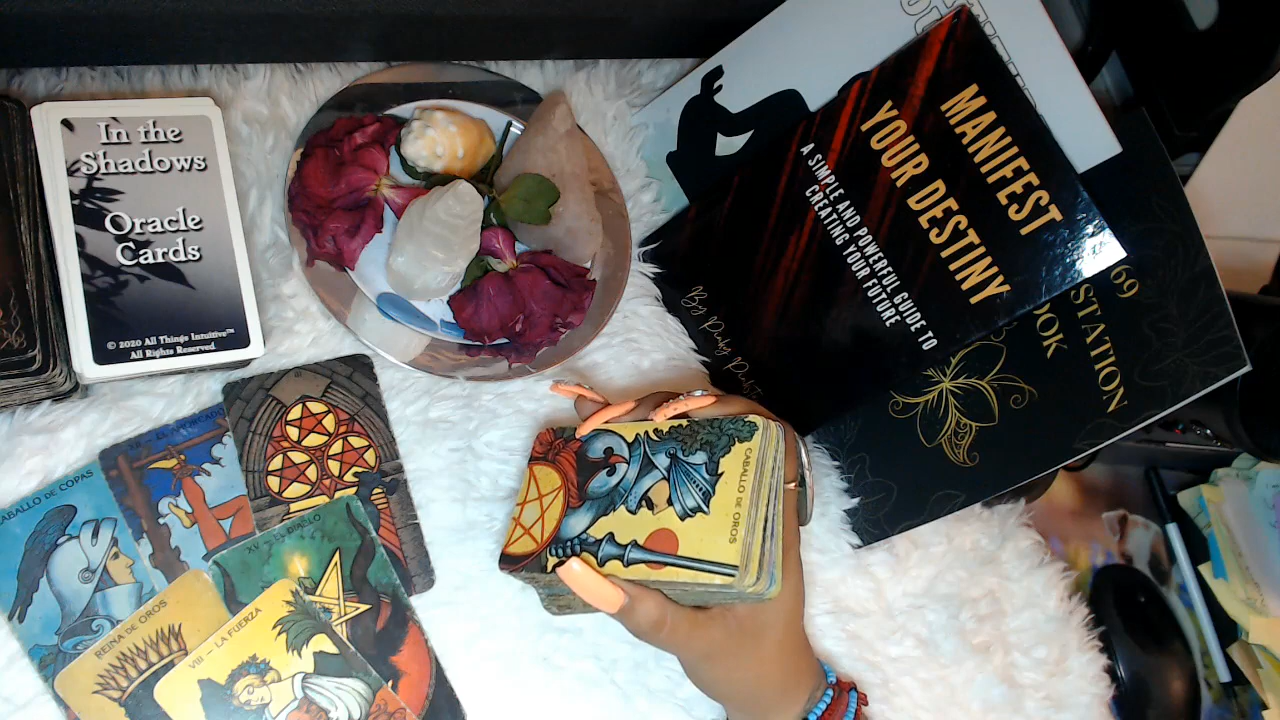 In the
Shadows
Oracle
Cards
© 2020 All Things Intuitive™
All Rights Reserved
MANIFEST
YOUR DESTINY
A SIMPLE AND POWERFUL GUIDE TO
CREATING YOUR FUTURE
By Pinky
369
CABALLO DE OROS
CABALLO DE COPAS
XV – EL DIABLO
REINA DE OROS
VIII – LA FUERZA